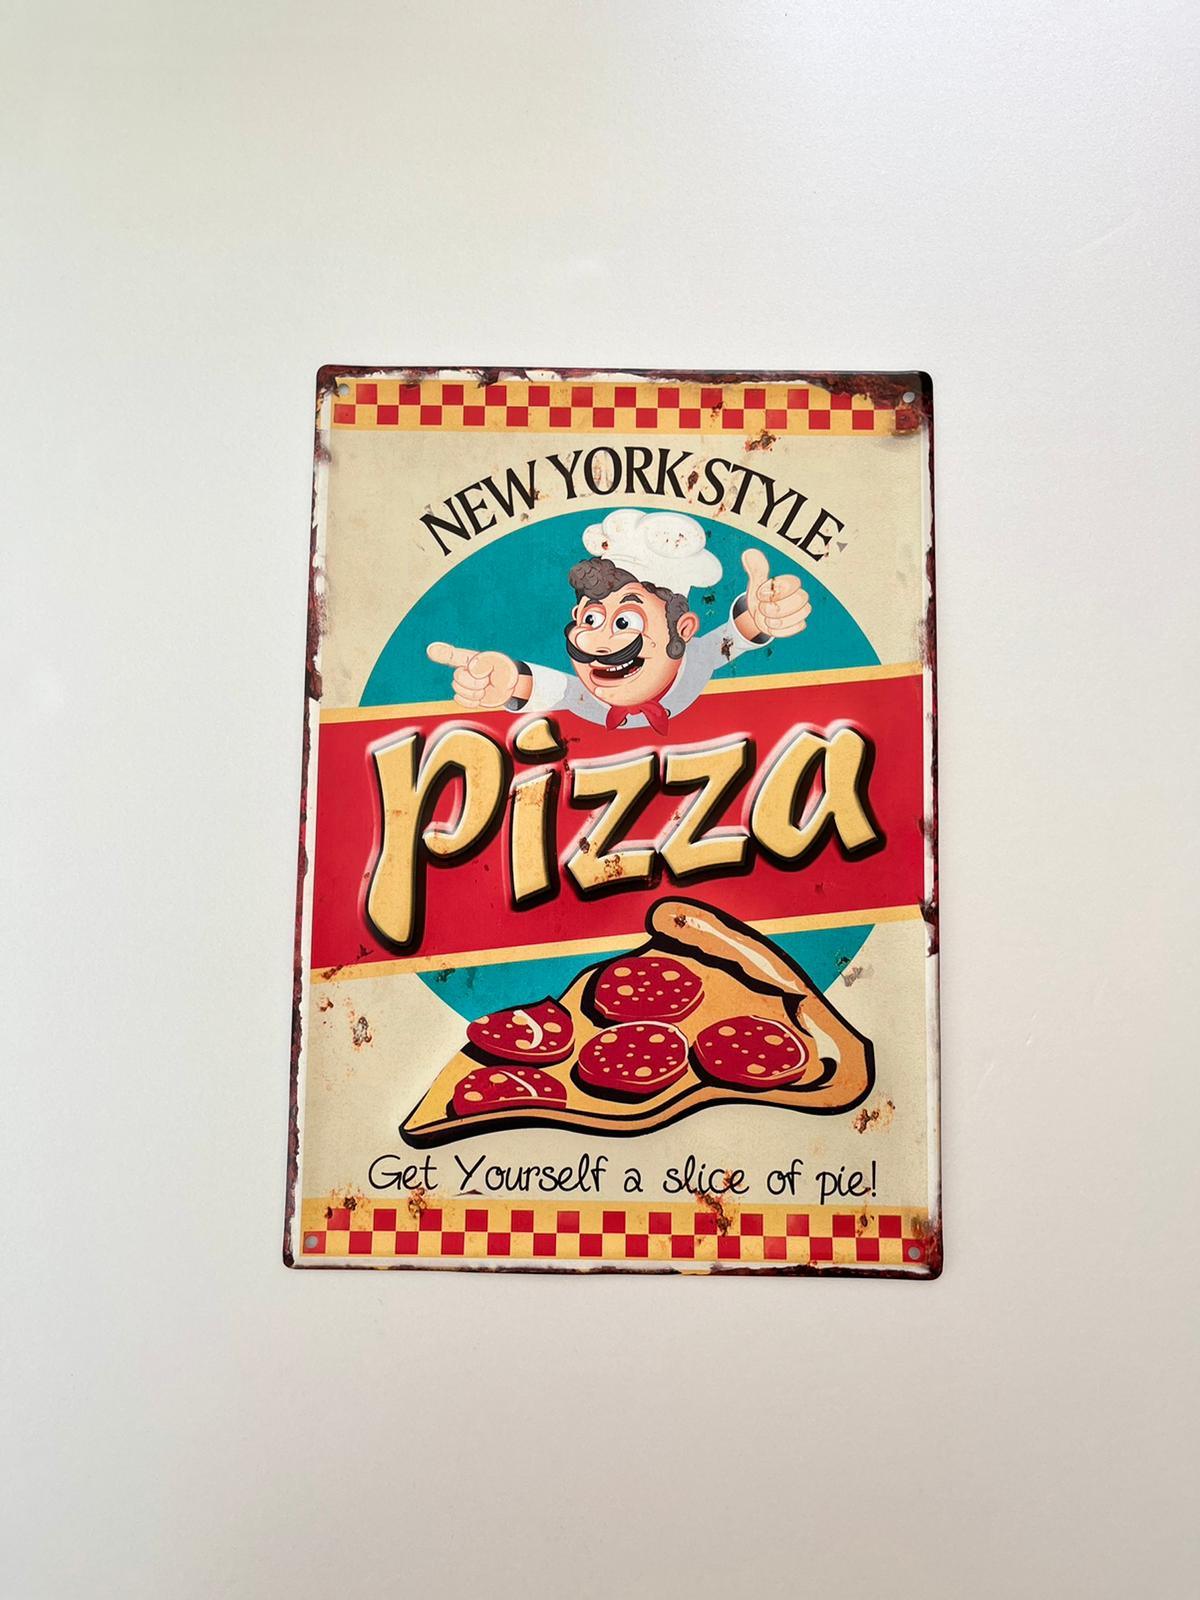 NEW YORK STYLE
Pizza
Get Yourself a slice of pie!